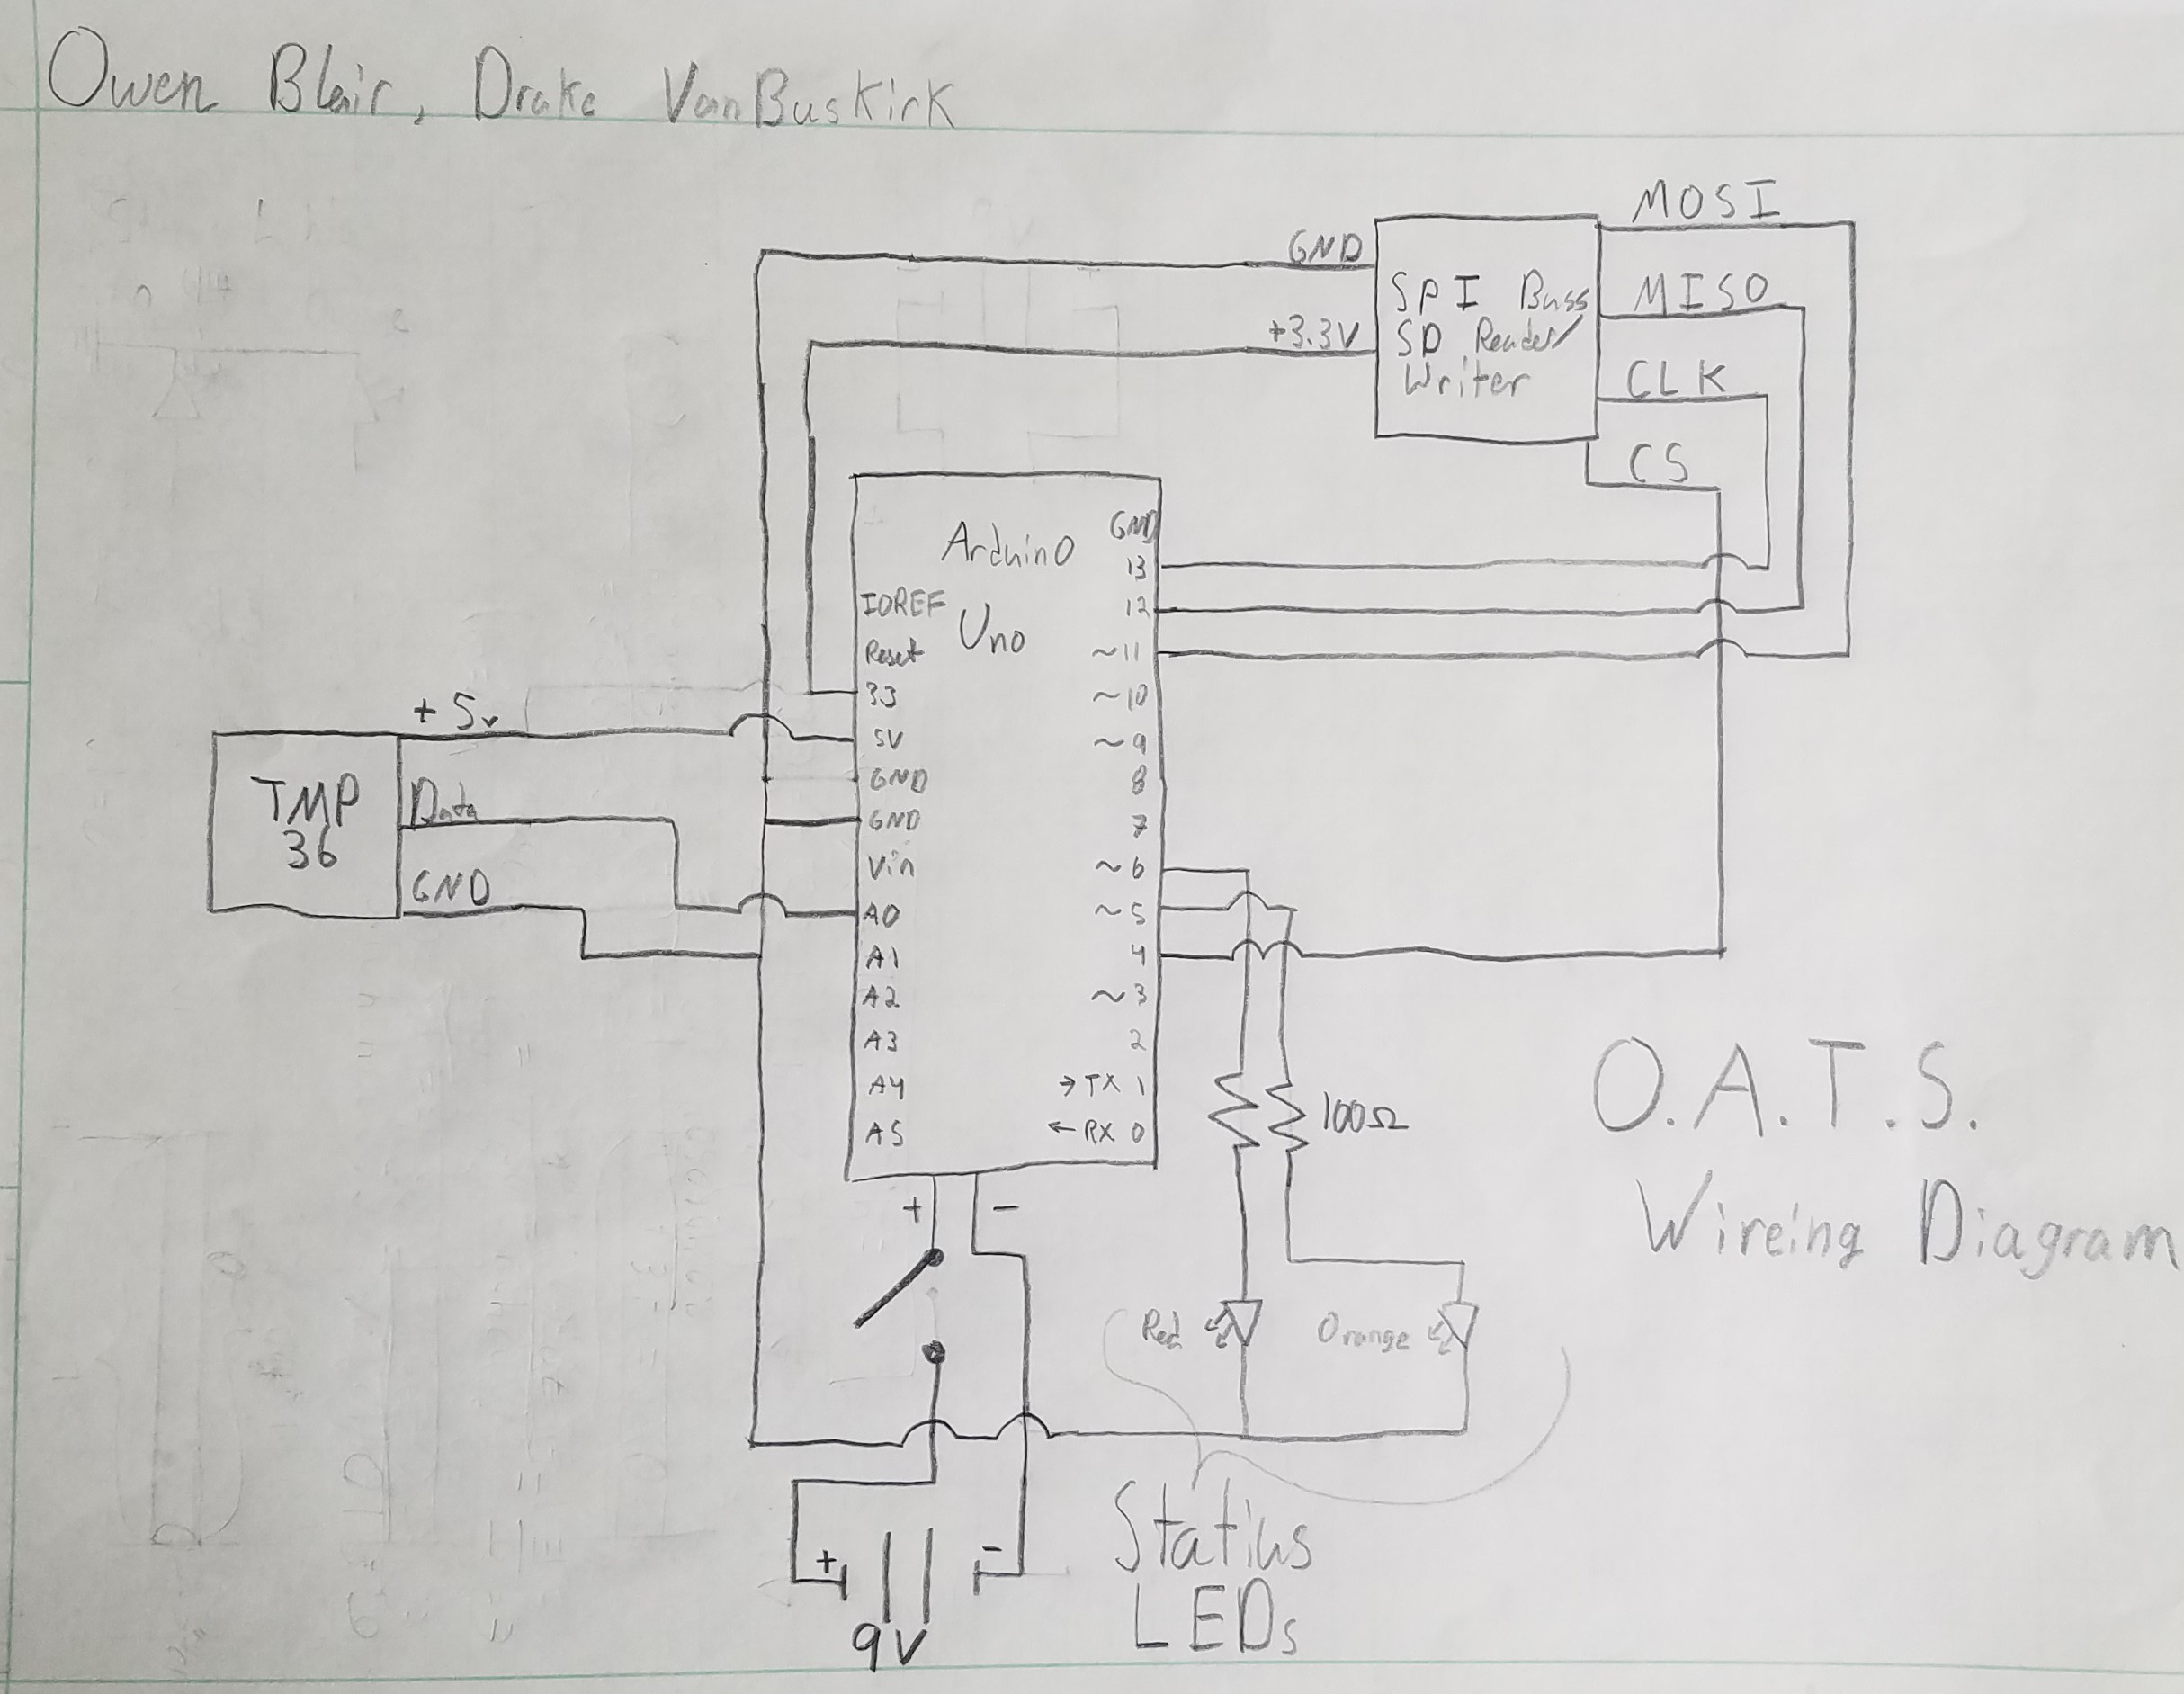 Owen Blair, Drake VanBuskirk
MOSI
GND
SPI Buss
MISO
+3.3V
SD Reader/
Writer
CLK
CS
Arduino
Uno
GND
13
12
~11
~10
~9
8
7
~6
~5
4
~3
2
→TX 1
←RX 0
IOREF
Reset
33
5V
GND
GND
Vin
A0
A1
A2
A3
A4
A5
+5v
TMP
36
Data
GND
100Ω
O.A.T.S.
Wireing Diagram
+ -
Red
Orange
Statius
LEDs
+ -
9V